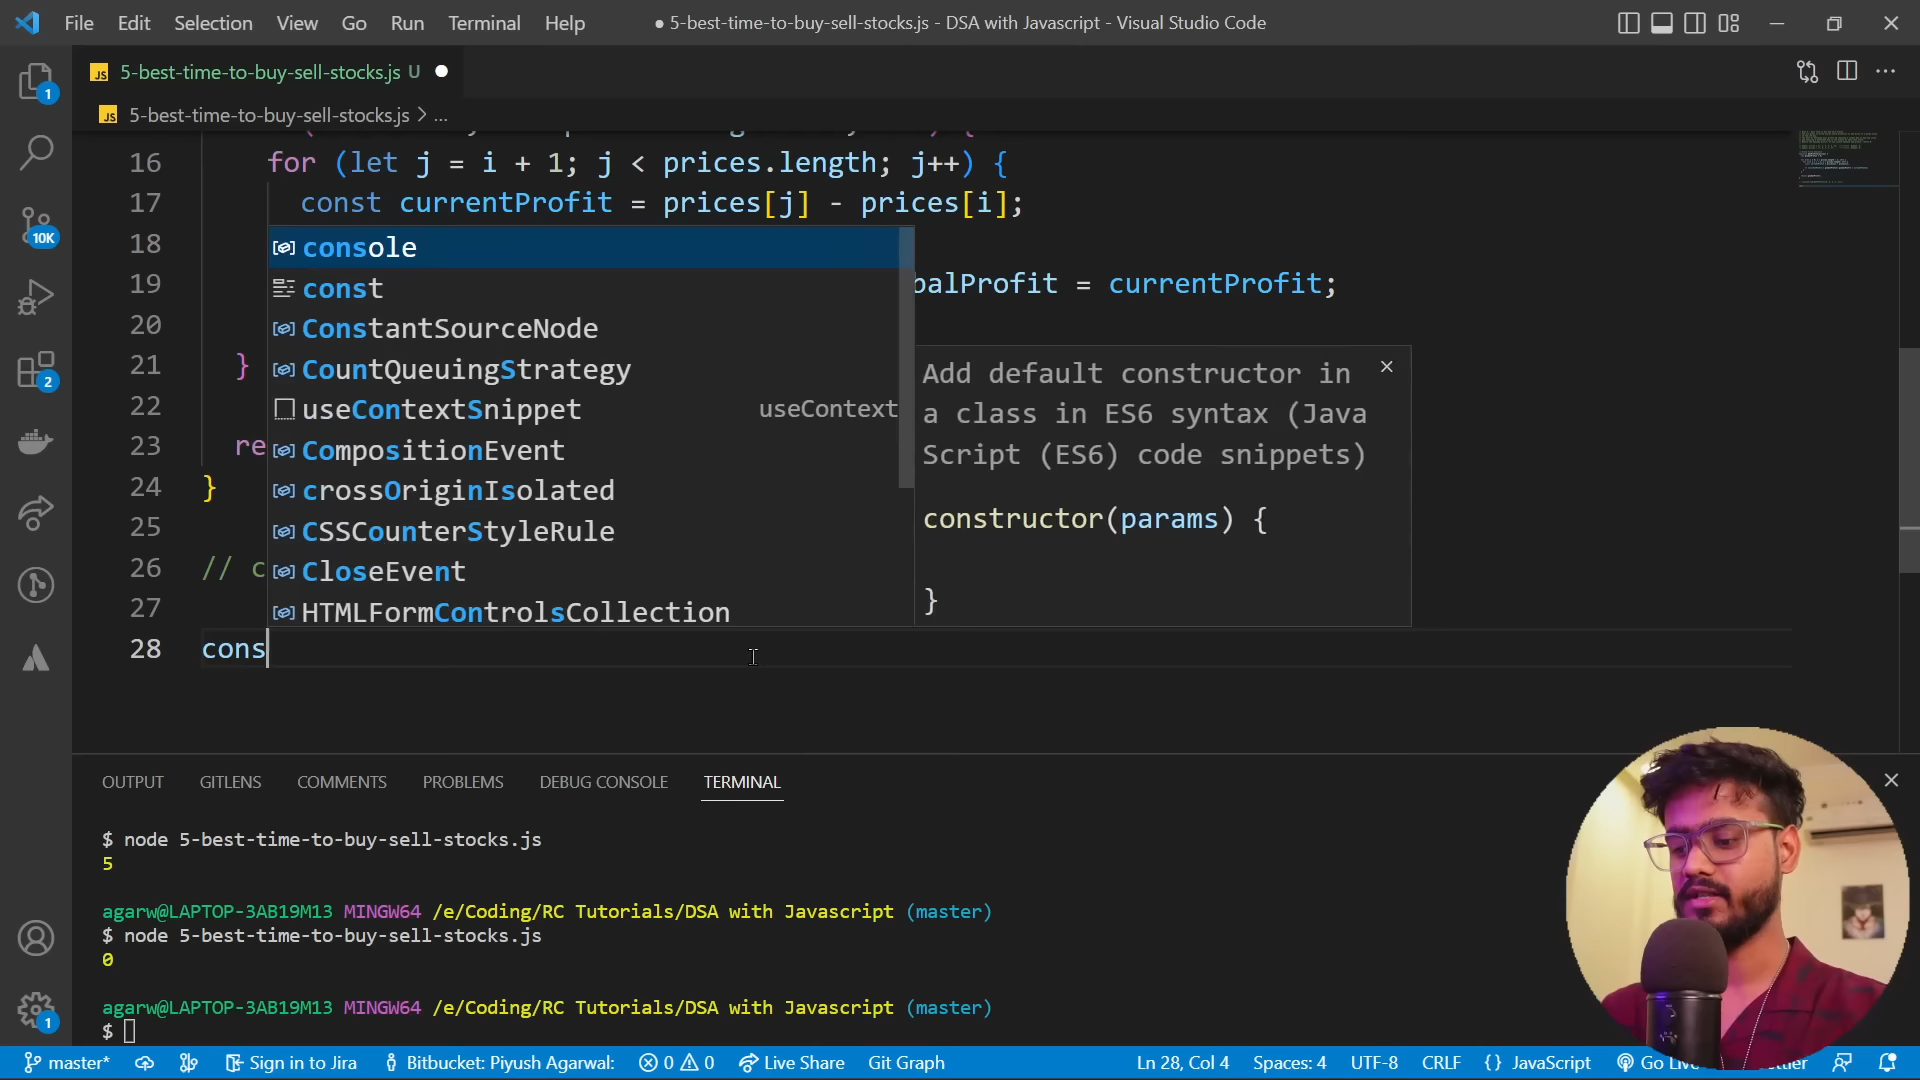 File Edit Selection View Go Run Terminal Help ● 5-best-time-to-buy-sell-stocks.js - DSA with Javascript - Visual Studio Code
JS 5-best-time-to-buy-sell-stocks.js U ●
JS 5-best-time-to-buy-sell-stocks.js > ...
16 for (let j = i + 1; j < prices.length; j++) {
17 const currentProfit = prices[j] - prices[i];
18
19 balProfit = currentProfit;
20
21 }
22
23 re
24 }
25
26 // c
27
28 cons
console
const
ConstantSourceNode
CountQueuingStrategy
useContextSnippet useContext
CompositionEvent
crossOriginIsolated
CSSCounterStyleRule
CloseEvent
HTMLFormControlsCollection
Add default constructor in
a class in ES6 syntax (Java
Script (ES6) code snippets)
constructor(params) {
}
1
10K
2
1
OUTPUT GITLENS COMMENTS PROBLEMS DEBUG CONSOLE TERMINAL
$ node 5-best-time-to-buy-sell-stocks.js
5
agarw@LAPTOP-3AB19M13 MINGW64 /e/Coding/RC Tutorials/DSA with Javascript (master)
$ node 5-best-time-to-buy-sell-stocks.js
0
agarw@LAPTOP-3AB19M13 MINGW64 /e/Coding/RC Tutorials/DSA with Javascript (master)
$
master* Sign in to Jira Bitbucket: Piyush Agarwal: 0 0 Live Share Git Graph Ln 28, Col 4 Spaces: 4 UTF-8 CRLF {} JavaScript Go Live